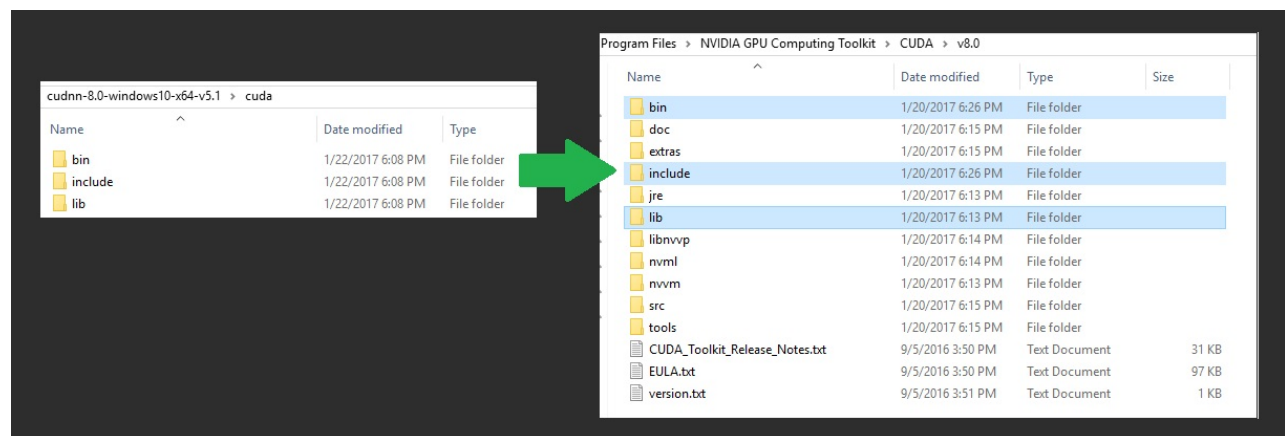 cudnn-8.0-windows10-x64-v5.1 > cuda
Name Date modified Type
bin 1/22/2017 6:08 PM File folder
include 1/22/2017 6:08 PM File folder
lib 1/22/2017 6:08 PM File folder
Program Files > NVIDIA GPU Computing Toolkit > CUDA > v8.0
Name Date modified Type Size
bin 1/20/2017 6:26 PM File folder
doc 1/20/2017 6:15 PM File folder
extras 1/20/2017 6:15 PM File folder
include 1/20/2017 6:26 PM File folder
jre 1/20/2017 6:13 PM File folder
lib 1/20/2017 6:13 PM File folder
libnvvp 1/20/2017 6:14 PM File folder
nvml 1/20/2017 6:14 PM File folder
nvvm 1/20/2017 6:13 PM File folder
src 1/20/2017 6:15 PM File folder
tools 1/20/2017 6:15 PM File folder
CUDA_Toolkit_Release_Notes.txt 9/5/2016 3:50 PM Text Document 31 KB
EULA.txt 9/5/2016 3:50 PM Text Document 97 KB
version.txt 9/5/2016 3:51 PM Text Document 1 KB